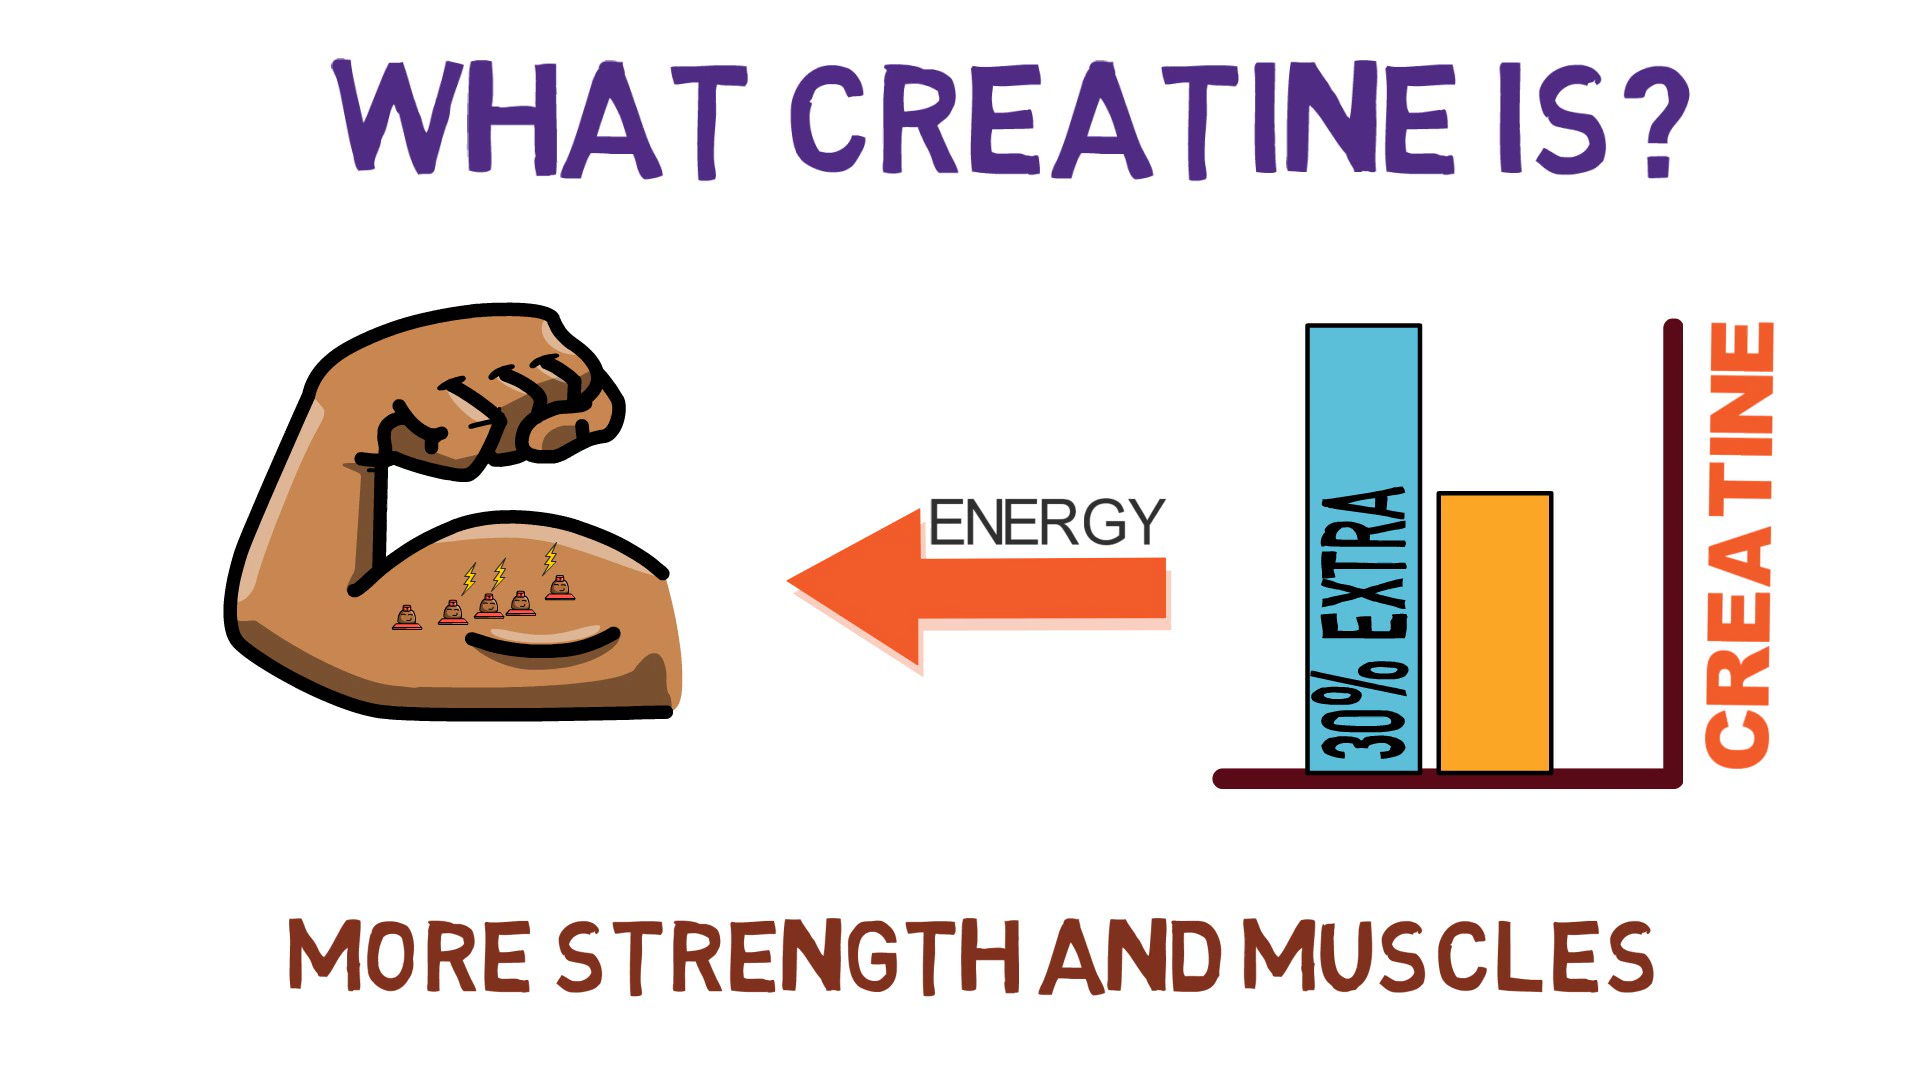 WHAT CREATINE IS?
ENERGY
30% EXTRA
CREATINE
MORE STRENGTH AND MUSCLES